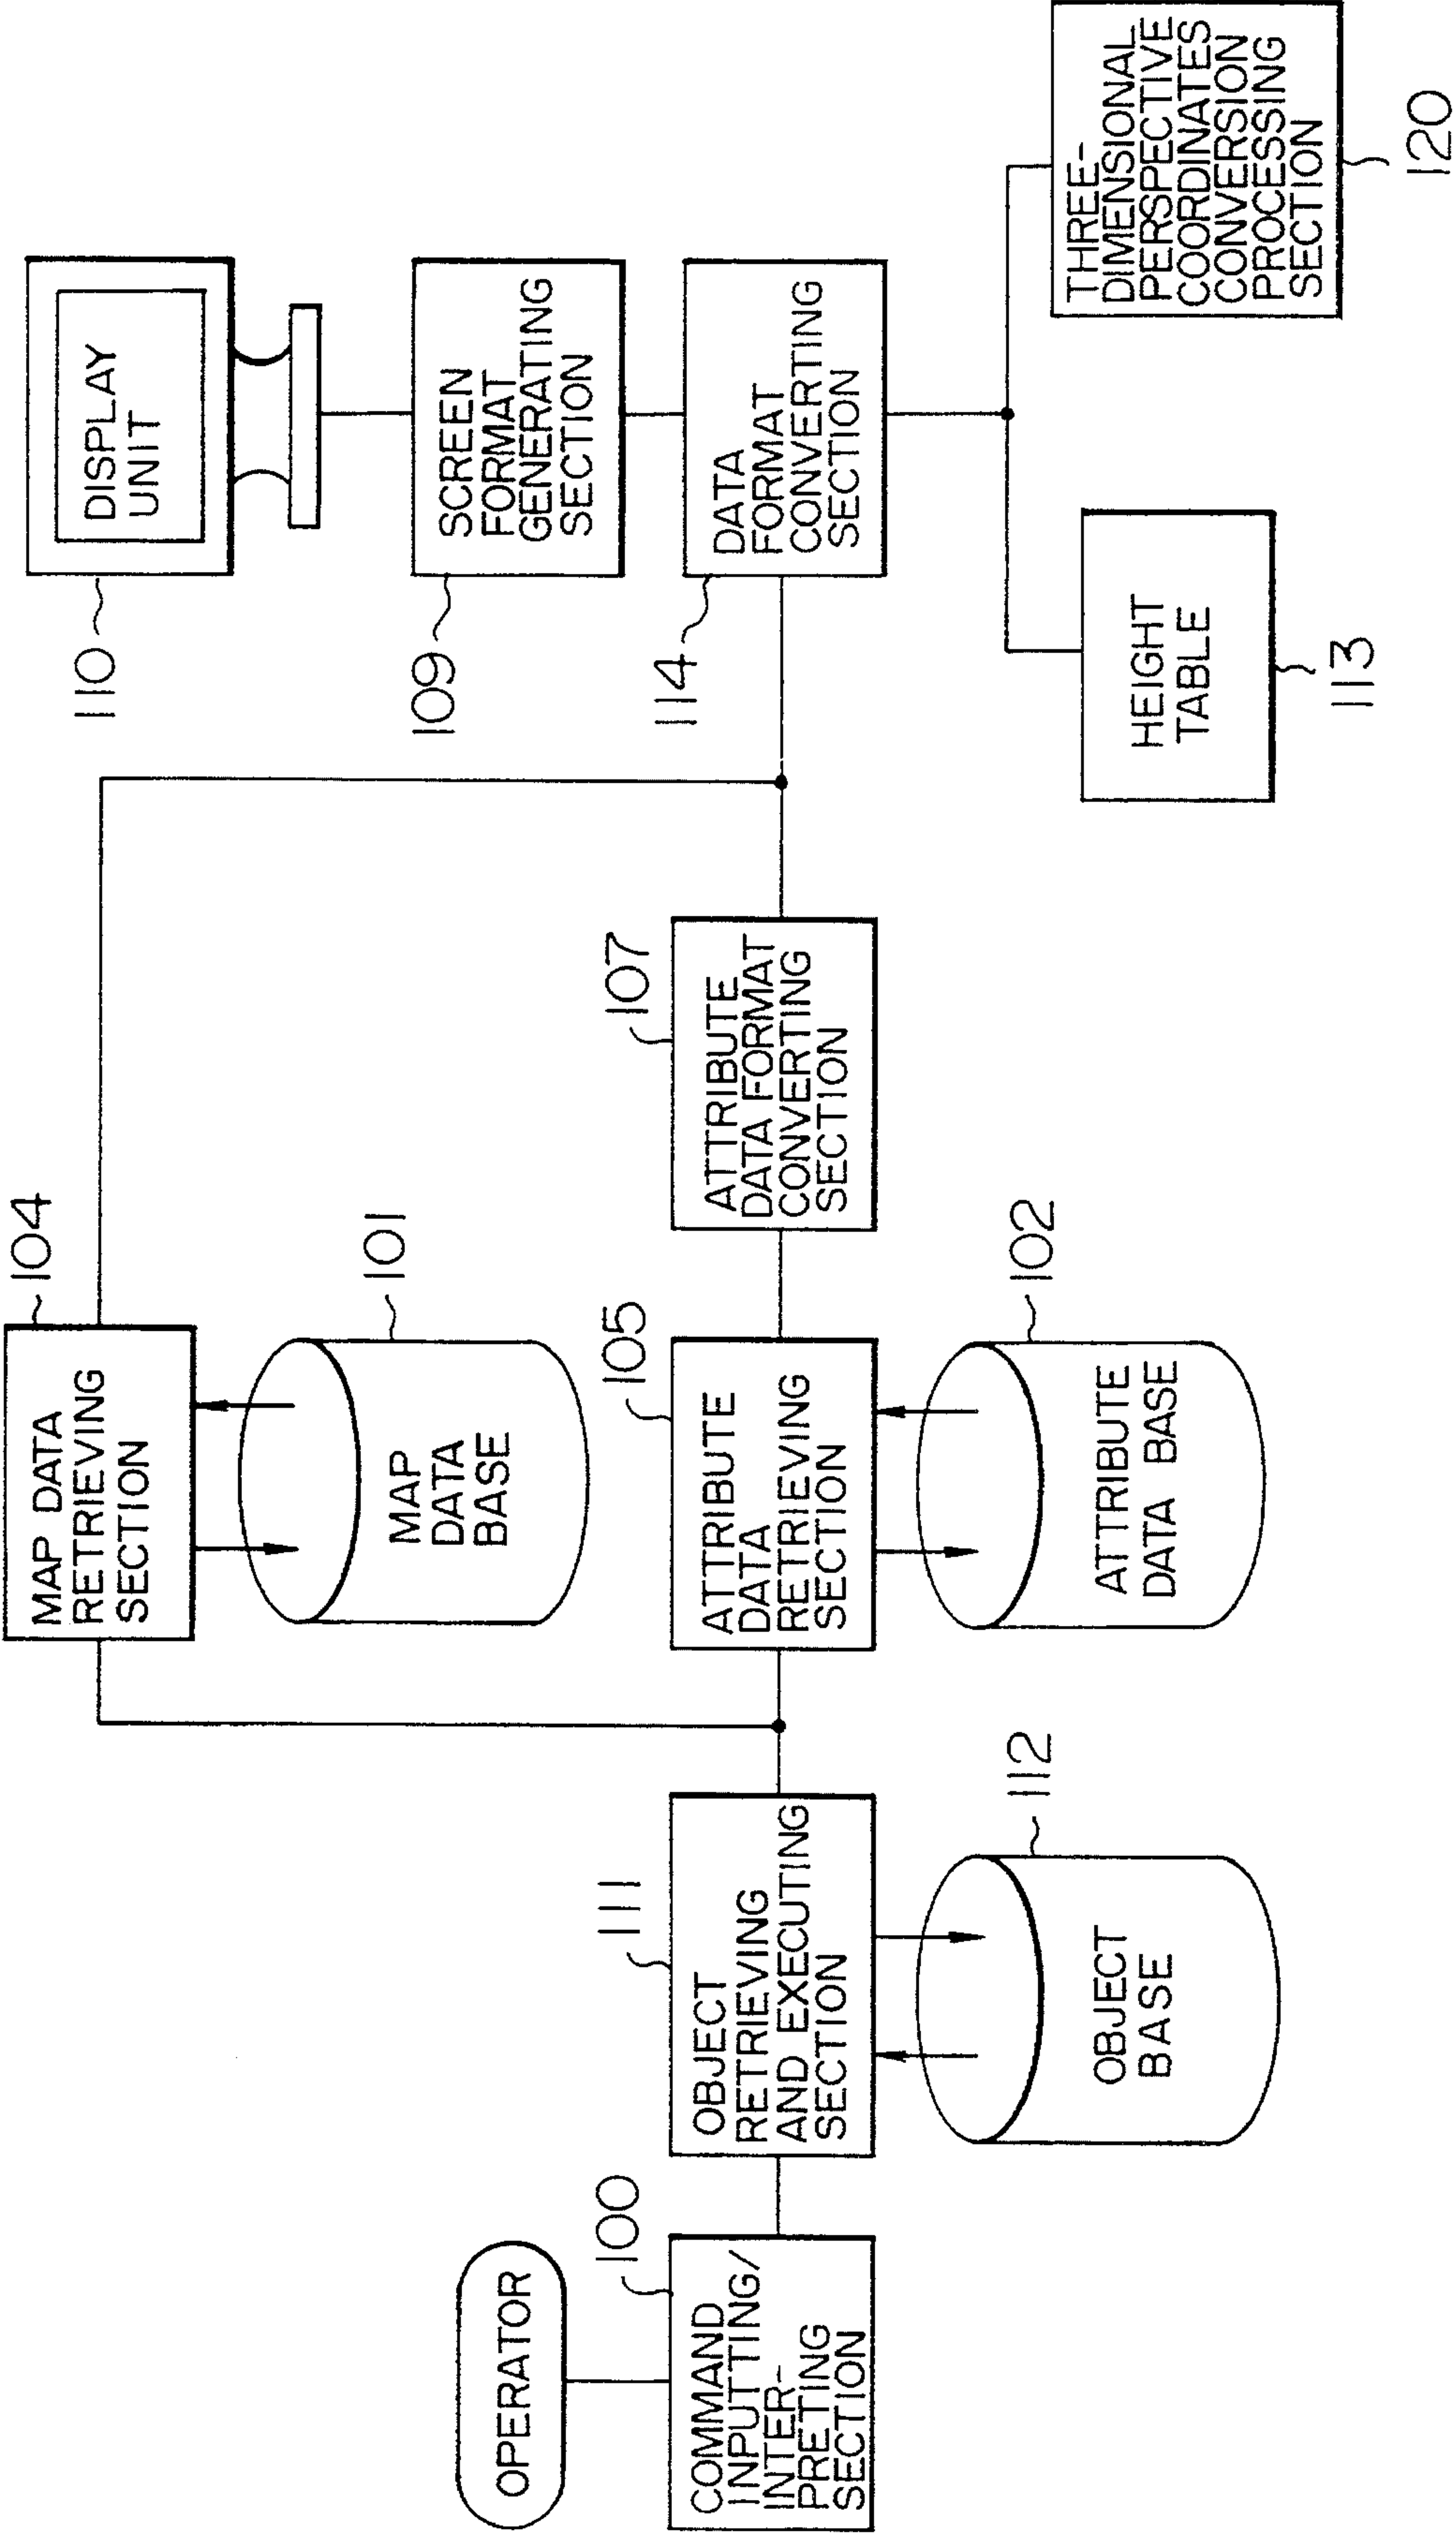 OPERATOR
100
COMMAND
INPUTTING/
INTER-
PRETING
SECTION
111
OBJECT
RETRIEVING
AND EXECUTING
SECTION
112
OBJECT
BASE
104
MAP DATA
RETRIEVING
SECTION
101
MAP
DATA
BASE
105
ATTRIBUTE
DATA
RETRIEVING
SECTION
102
ATTRIBUTE
DATA BASE
107
ATTRIBUTE
DATA FORMAT
CONVERTING
SECTION
110
DISPLAY
UNIT
109
SCREEN
FORMAT
GENERATING
SECTION
114
DATA
FORMAT
CONVERTING
SECTION
HEIGHT
TABLE
113
THREE-
DIMENSIONAL
PERSPECTIVE
COORDINATES
CONVERSION
PROCESSING
SECTION
120